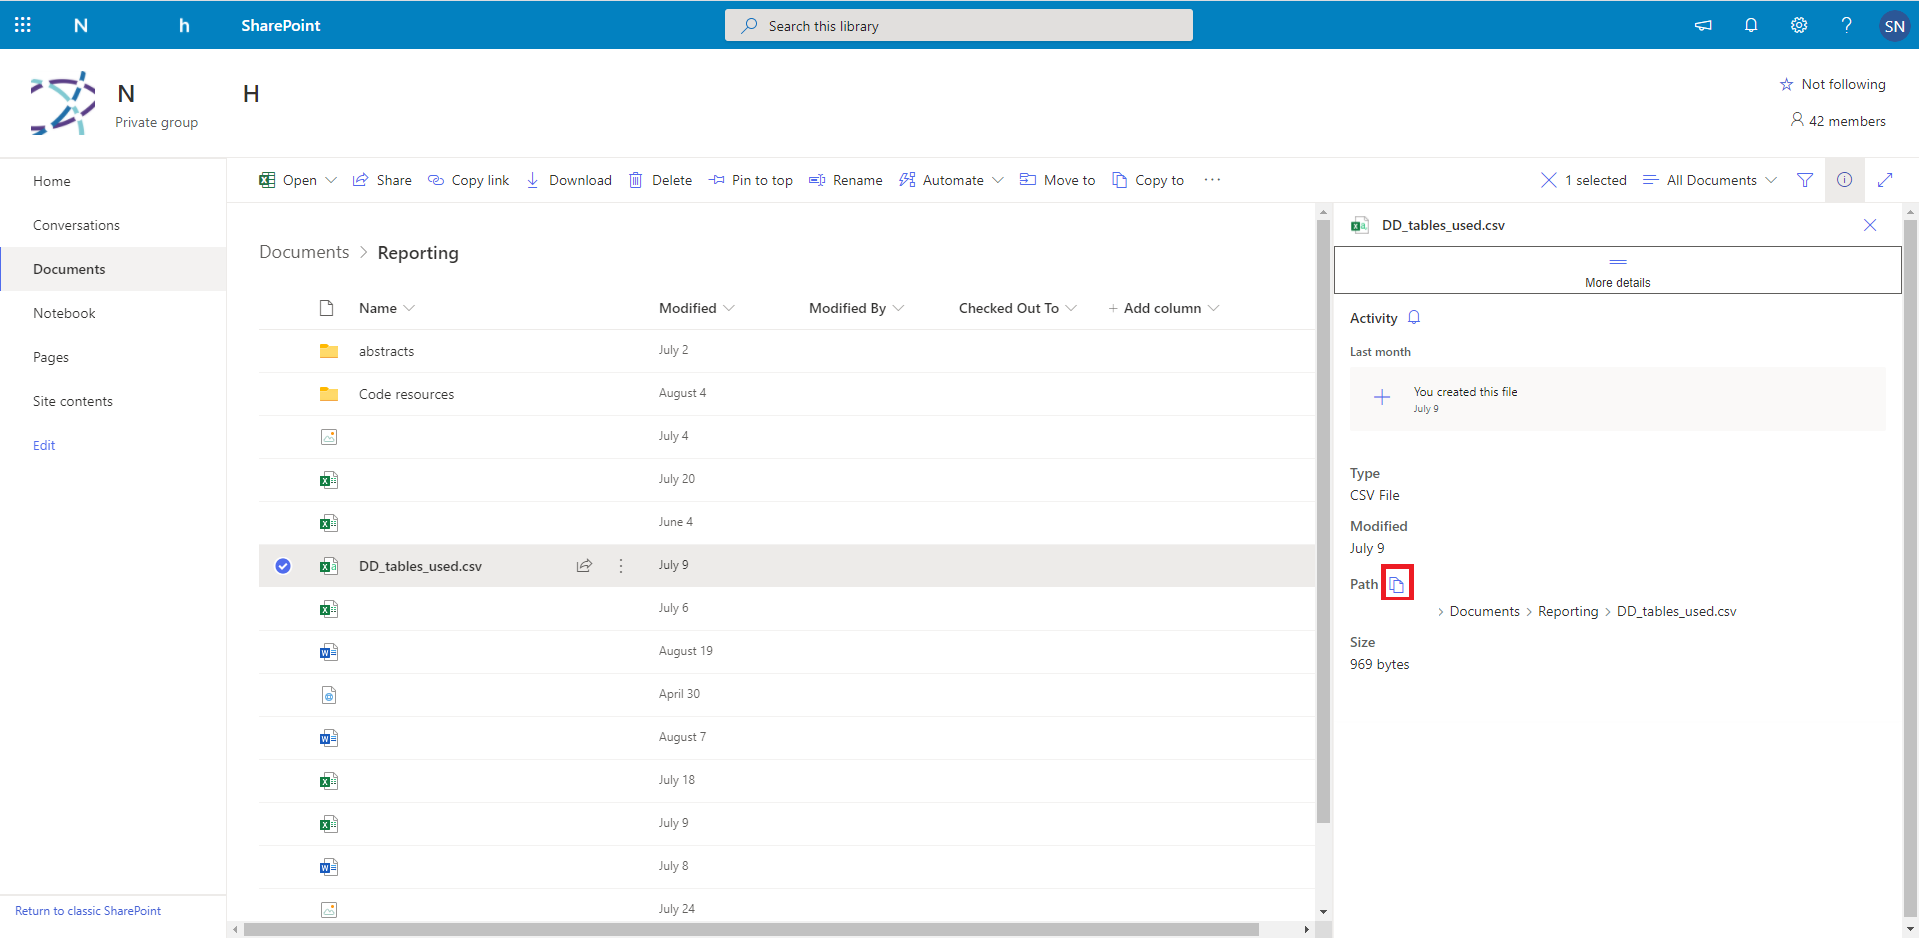 N h SharePoint Search this library SN
N H
Private group
Not following
42 members
Home
Conversations
Documents
Notebook
Pages
Site contents
Edit
Return to classic SharePoint
Open Share Copy link Download Delete Pin to top Rename Automate Move to Copy to ··· 1 selected All Documents
Documents > Reporting
Name Modified Modified By Checked Out To + Add column
abstracts July 2
Code resources August 4
July 4
July 20
June 4
DD_tables_used.csv July 9
July 6
August 19
April 30
August 7
July 18
July 9
July 8
July 24
DD_tables_used.csv
More details
Activity
Last month
You created this file
July 9
Type
CSV File
Modified
July 9
Path
> Documents > Reporting > DD_tables_used.csv
Size
969 bytes